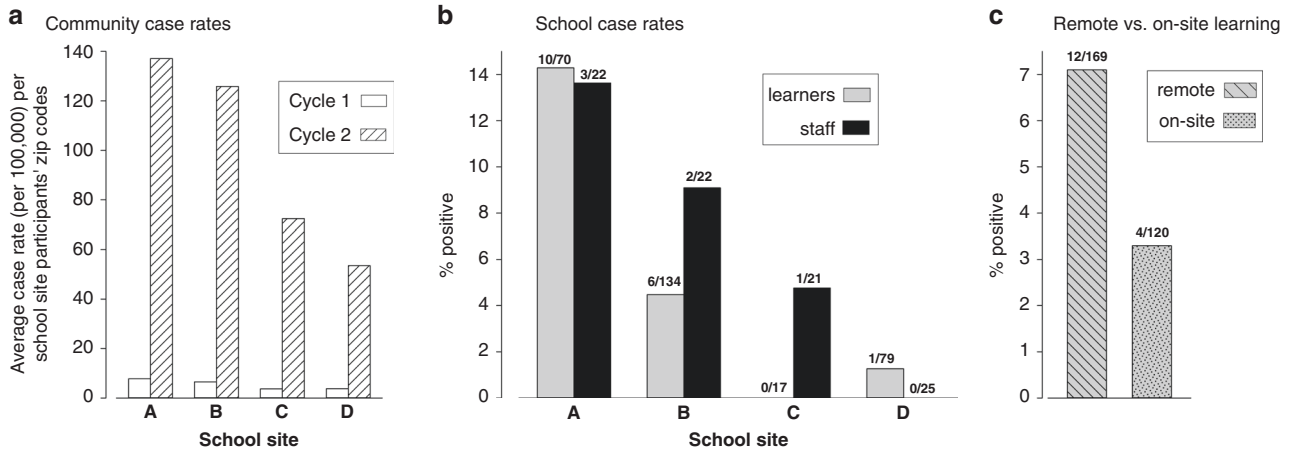 a Community case rates
Average case rate (per 100,000) per
school site participants' zip codes
140
120
100
80
60
40
20
0
Cycle 1
Cycle 2
A B C D
School site
b School case rates
% positive
14
12
10
8
6
4
2
0
10/70
3/22
6/134
2/22
0/17
1/21
1/79
0/25
learners
staff
A B C D
School site
c Remote vs. on-site learning
% positive
7
6
5
4
3
2
1
0
12/169
4/120
remote
on-site